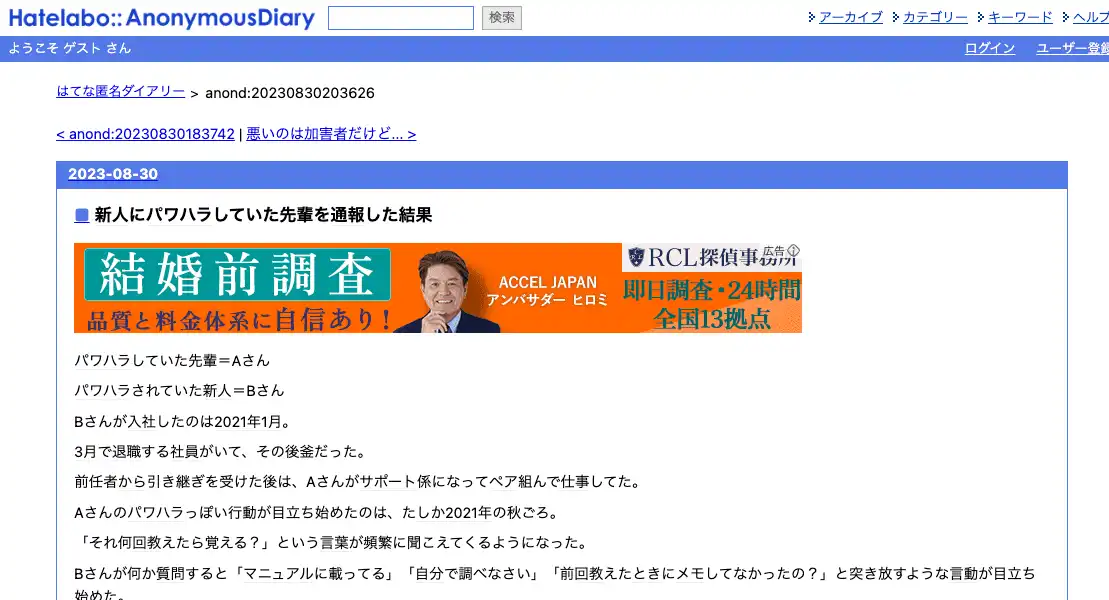 Hatelabo::AnonymousDiary
検索
アーカイブ カテゴリー キーワード ヘルプ
ようこそ ゲスト さん
ログイン ユーザー登録
はてな匿名ダイアリー > anond:20230830203626
< anond:20230830183742 | 悪いのは加害者だけど... >
2023-08-30
新人にパワハラしていた先輩を通報した結果
結婚前調査
品質と料金体系に自信あり!
ACCEL JAPAN
アンバサダー ヒロミ
RCL探偵事務所
広告
即日調査・24時間
全国13拠点
パワハラしていた先輩＝Aさん
パワハラされていた新人＝Bさん
Bさんが入社したのは2021年1月。
3月で退職する社員がいて、その後釜だった。
前任者から引き継ぎを受けた後は、Aさんがサポート係になってペア組んで仕事してた。
Aさんのパワハラっぽい行動が目立ち始めたのは、たしか2021年の秋ごろ。
「それ何回教えたら覚える？」という言葉が頻繁に聞こえてくるようになった。
Bさんが何か質問すると「マニュアルに載ってる」「自分で調べなさい」「前回教えたときにメモしてなかったの？」と突き放すような言動が目立ち
始めた。